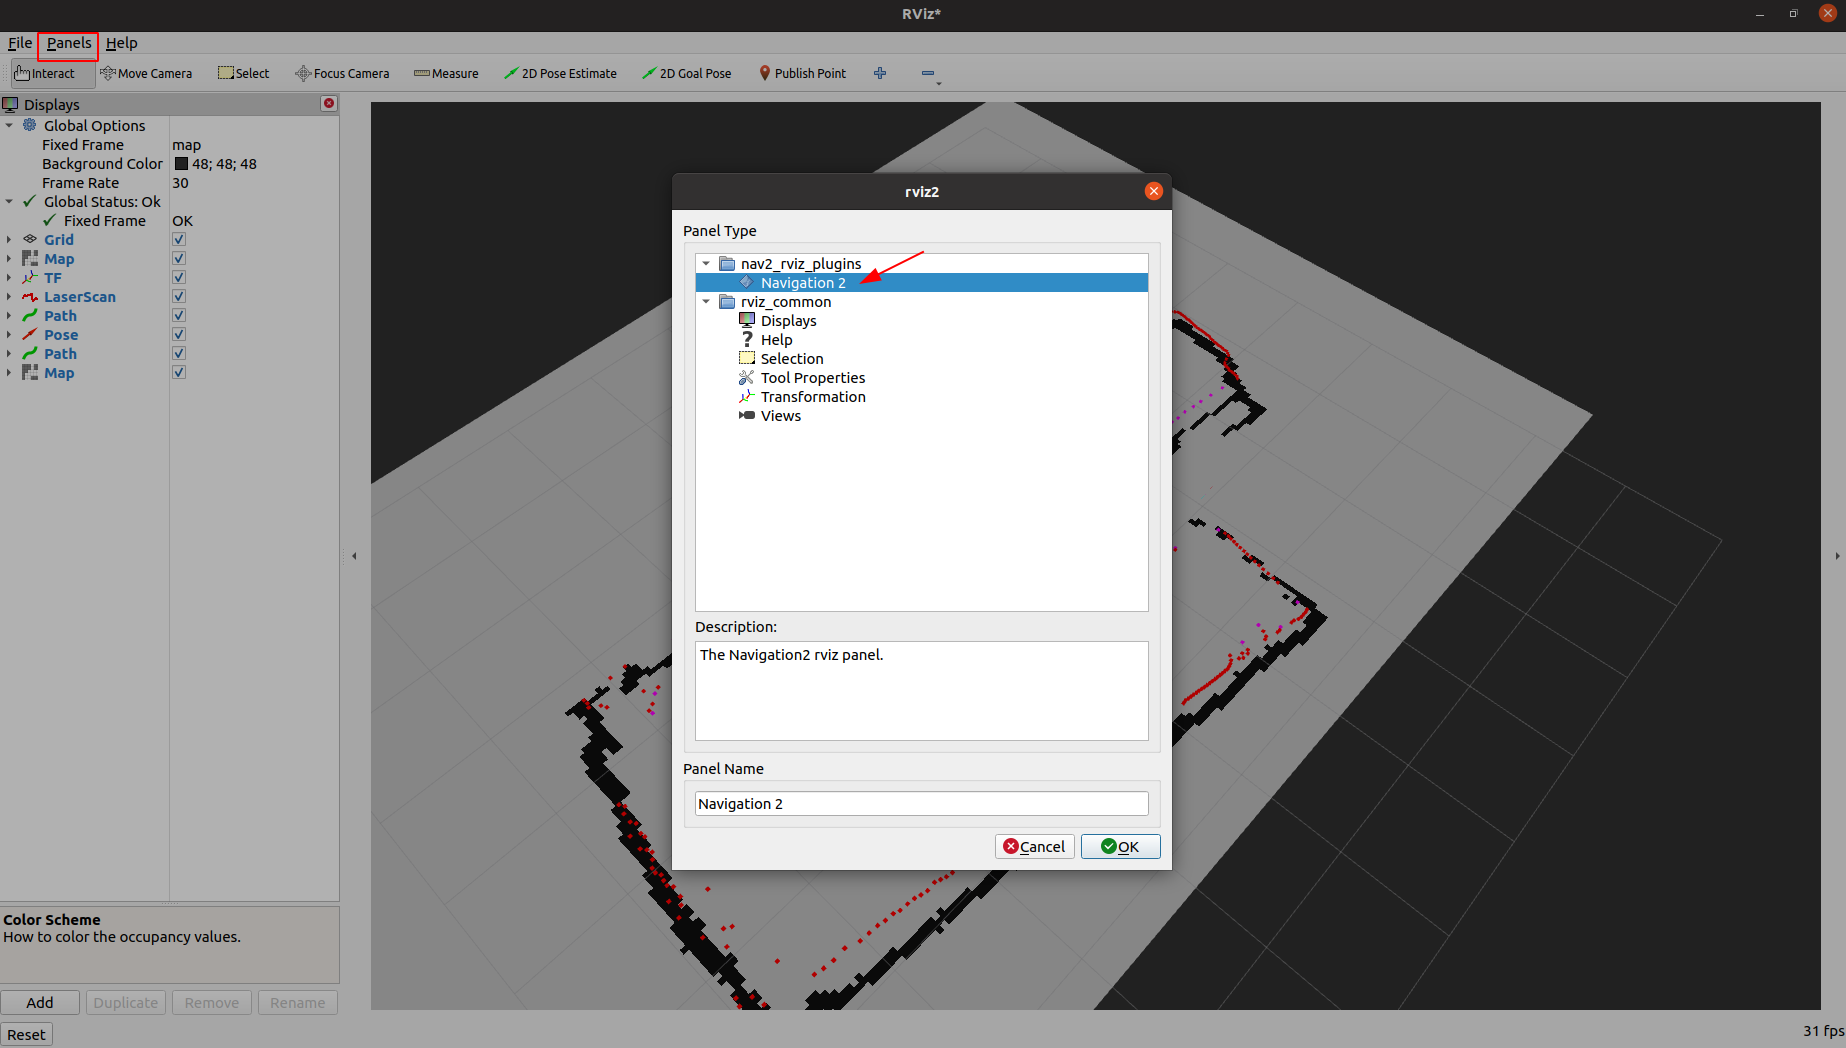 RViz*
File Panels Help
Interact Move Camera Select Focus Camera Measure 2D Pose Estimate 2D Goal Pose Publish Point
Displays
Global Options
Fixed Frame map
Background Color 48; 48; 48
Frame Rate 30
Global Status: Ok
Fixed Frame OK
Grid
Map
TF
LaserScan
Path
Pose
Path
Map
Color Scheme
How to color the occupancy values.
Add Duplicate Remove Rename
Reset
rviz2
Panel Type
nav2_rviz_plugins
Navigation 2
rviz_common
Displays
Help
Selection
Tool Properties
Transformation
Views
Description:
The Navigation2 rviz panel.
Panel Name
Navigation 2
Cancel OK
31 fps